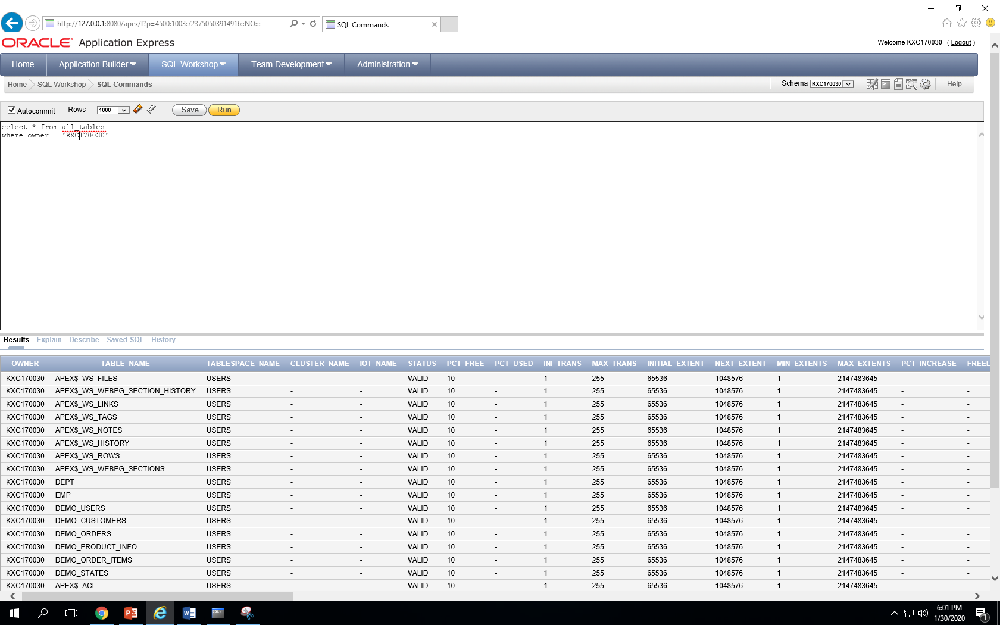 http://127.0.0.1:8080/apex/f?p=4500:1003:723750503914916::NO:::
SQL Commands
ORACLE Application Express
Welcome KXC170030 ( Logout )
Home Application Builder SQL Workshop Team Development Administration
Home SQL Workshop SQL Commands Schema KXC170030 Help
Autocommit Rows 1000 Save Run
select * from all_tables
where owner = 'KXC170030'
Results Explain Describe Saved SQL History
OWNER TABLE_NAME TABLESPACE_NAME CLUSTER_NAME IOT_NAME STATUS PCT_FREE PCT_USED INI_TRANS MAX_TRANS INITIAL_EXTENT NEXT_EXTENT MIN_EXTENTS MAX_EXTENTS PCT_INCREASE FREEL
KXC170030 APEX$_WS_FILES USERS - - VALID 10 - 1 255 65536 1048576 1 2147483645 - -
KXC170030 APEX$_WS_WEBPG_SECTION_HISTORY USERS - - VALID 10 - 1 255 65536 1048576 1 2147483645 - -
KXC170030 APEX$_WS_LINKS USERS - - VALID 10 - 1 255 65536 1048576 1 2147483645 - -
KXC170030 APEX$_WS_TAGS USERS - - VALID 10 - 1 255 65536 1048576 1 2147483645 - -
KXC170030 APEX$_WS_NOTES USERS - - VALID 10 - 1 255 65536 1048576 1 2147483645 - -
KXC170030 APEX$_WS_HISTORY USERS - - VALID 10 - 1 255 65536 1048576 1 2147483645 - -
KXC170030 APEX$_WS_ROWS USERS - - VALID 10 - 1 255 65536 1048576 1 2147483645 - -
KXC170030 APEX$_WS_WEBPG_SECTIONS USERS - - VALID 10 - 1 255 65536 1048576 1 2147483645 - -
KXC170030 DEPT USERS - - VALID 10 - 1 255 65536 1048576 1 2147483645 - -
KXC170030 EMP USERS - - VALID 10 - 1 255 65536 1048576 1 2147483645 - -
KXC170030 DEMO_USERS USERS - - VALID 10 - 1 255 65536 1048576 1 2147483645 - -
KXC170030 DEMO_CUSTOMERS USERS - - VALID 10 - 1 255 65536 1048576 1 2147483645 - -
KXC170030 DEMO_ORDERS USERS - - VALID 10 - 1 255 65536 1048576 1 2147483645 - -
KXC170030 DEMO_PRODUCT_INFO USERS - - VALID 10 - 1 255 65536 1048576 1 2147483645 - -
KXC170030 DEMO_ORDER_ITEMS USERS - - VALID 10 - 1 255 65536 1048576 1 2147483645 - -
KXC170030 DEMO_STATES USERS - - VALID 10 - 1 255 65536 1048576 1 2147483645 - -
KXC170030 APEX$_ACL USERS - - VALID 10 - 1 255 65536 1048576 1 2147483645 - -
6:01 PM
1/30/2020
1